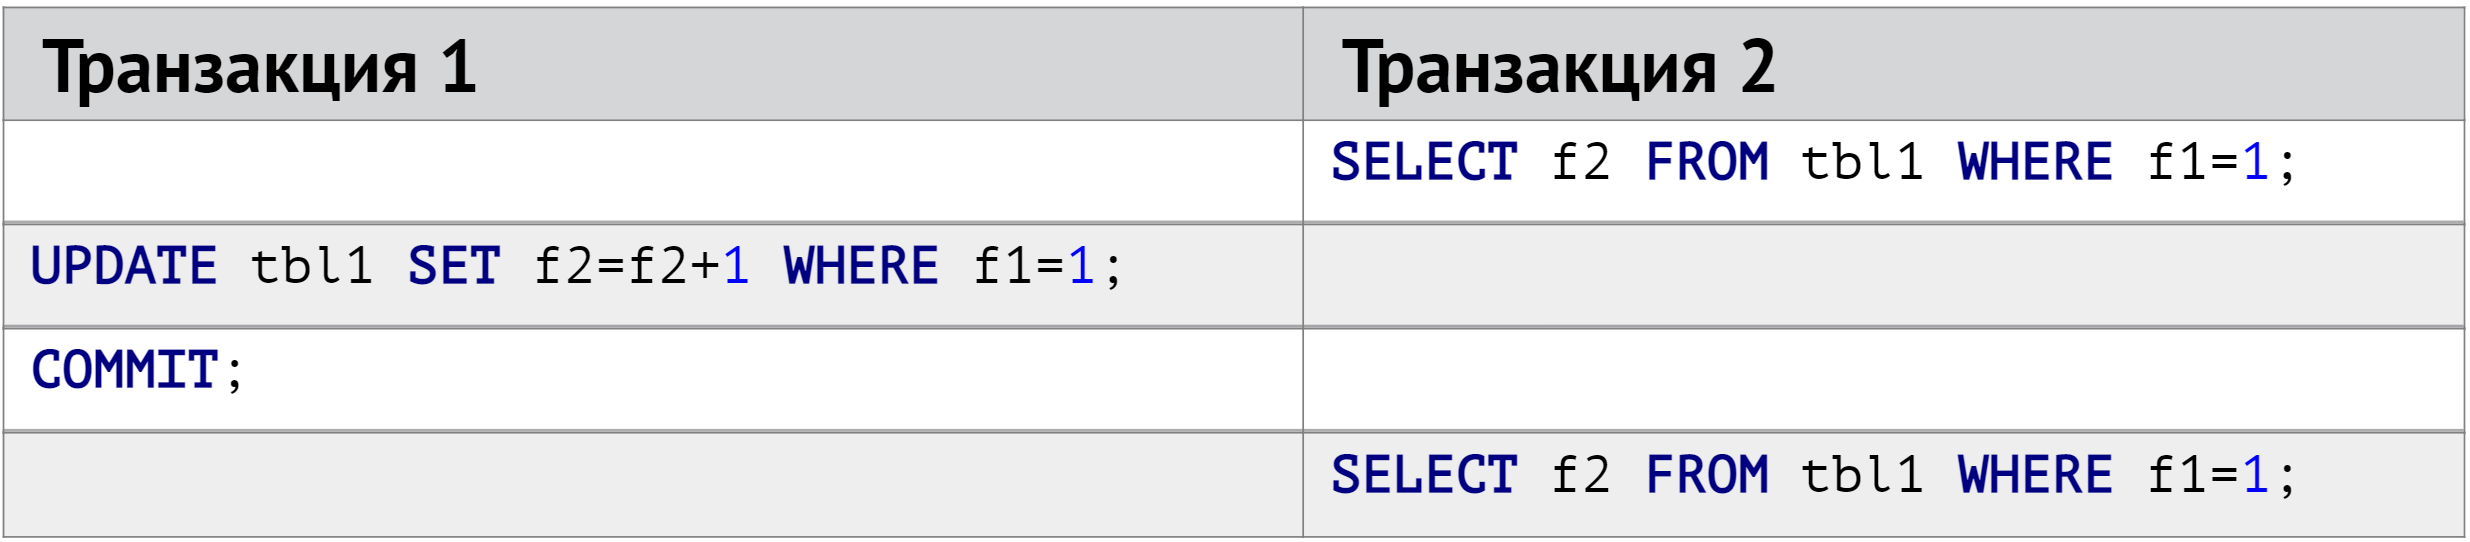 Транзакция 1
Транзакция 2
SELECT f2 FROM tbl1 WHERE f1=1;
UPDATE tbl1 SET f2=f2+1 WHERE f1=1;
COMMIT;
SELECT f2 FROM tbl1 WHERE f1=1;